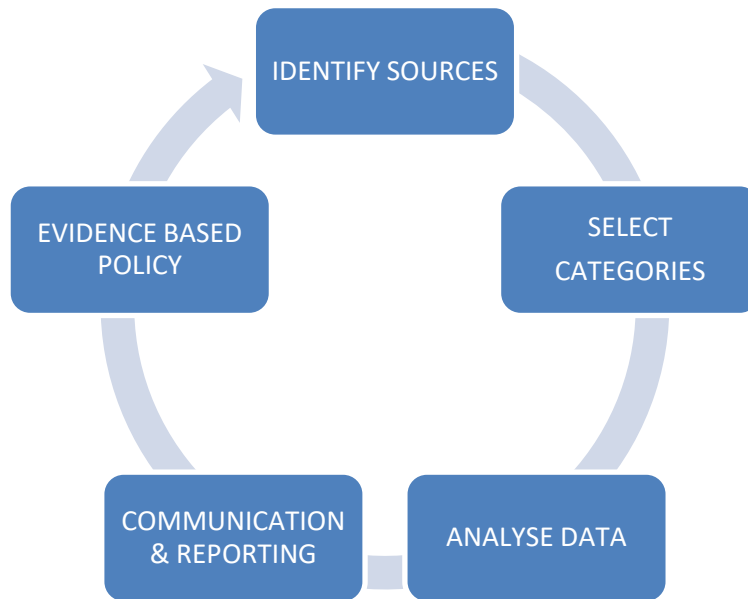 IDENTIFY SOURCES
SELECT
CATEGORIES
ANALYSE DATA
COMMUNICATION
& REPORTING
EVIDENCE BASED
POLICY